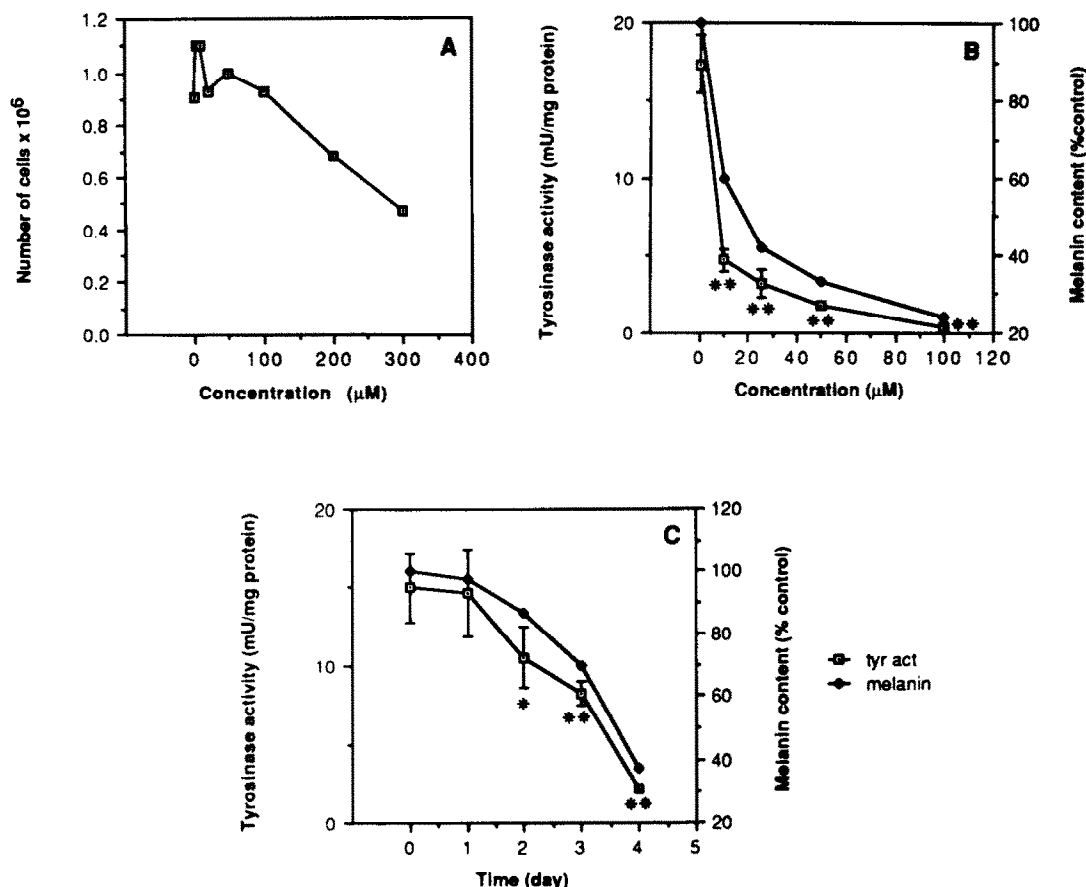 A
Number of cells x 10⁶
1.2
1.0
0.8
0.6
0.4
0.2
0.0
0 100 200 300 400
Concentration (µM)
B
Tyrosinase activity (mU/mg protein)
20
10
0
Melanin content (%control)
100
80
60
40
20
** ** ** **
0 20 40 60 80 100 120
Concentration (µM)
C
Tyrosinase activity (mU/mg protein)
20
10
0
Melanin content (% control)
120
100
80
60
40
20
* ** **
0 1 2 3 4 5
Time (day)
tyr act
melanin